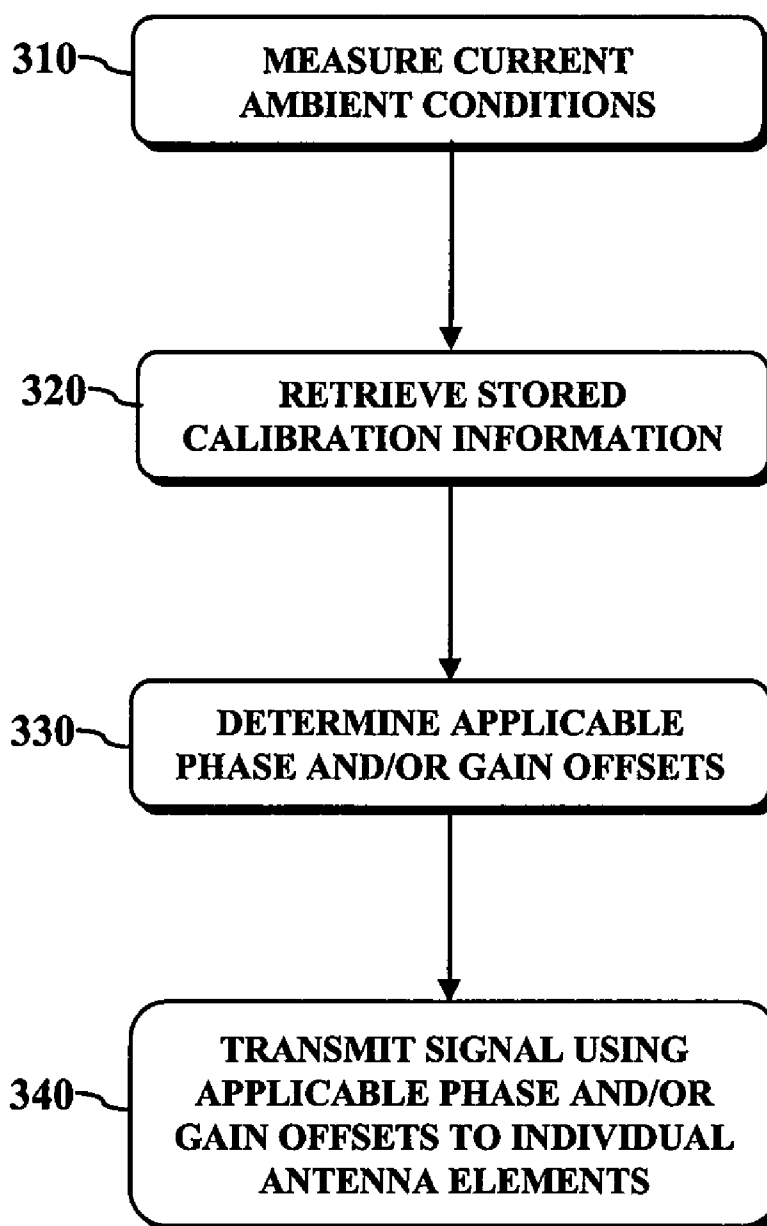 310
MEASURE CURRENT
AMBIENT CONDITIONS
320
RETRIEVE STORED
CALIBRATION INFORMATION
330
DETERMINE APPLICABLE
PHASE AND/OR GAIN OFFSETS
340
TRANSMIT SIGNAL USING
APPLICABLE PHASE AND/OR
GAIN OFFSETS TO INDIVIDUAL
ANTENNA ELEMENTS